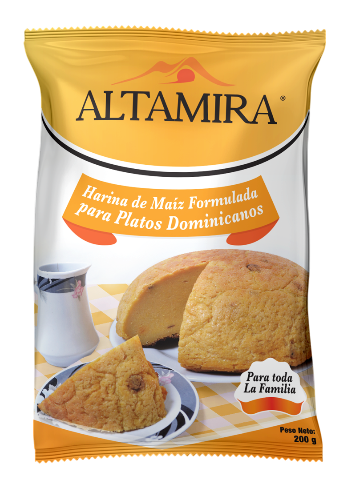 ALTAMIRA®
Harina de Maíz Formulada
para Platos Dominicanos
Para toda
La Familia
Peso Neto:
200 g